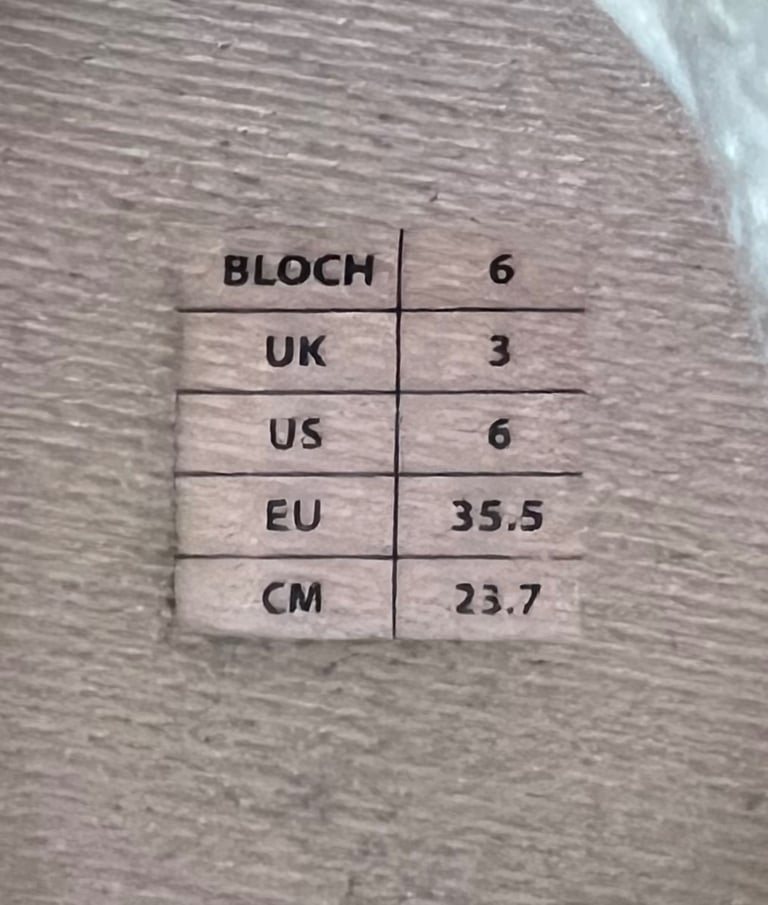 BLOCH 6
UK 3
US 6
EU 35.5
CM 23.7